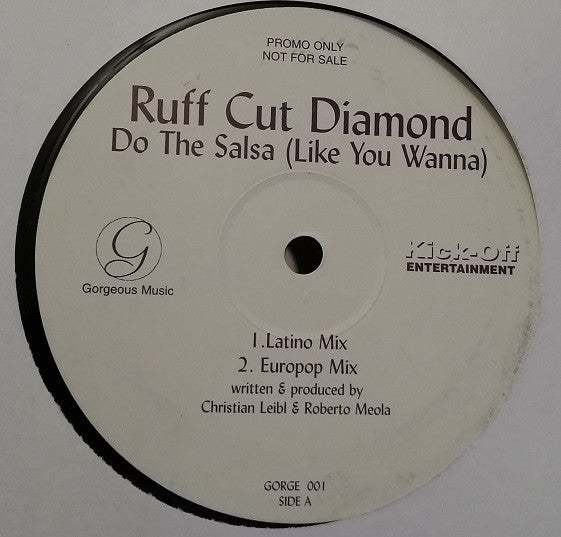 PROMO ONLY
NOT FOR SALE
Ruff Cut Diamond
Do The Salsa (Like You Wanna)
G
Gorgeous Music
Kick-Off
ENTERTAINMENT
1.Latino Mix
2. Europop Mix
written & produced by
Christian Leibl & Roberto Meola
GORGE 001
SIDE A